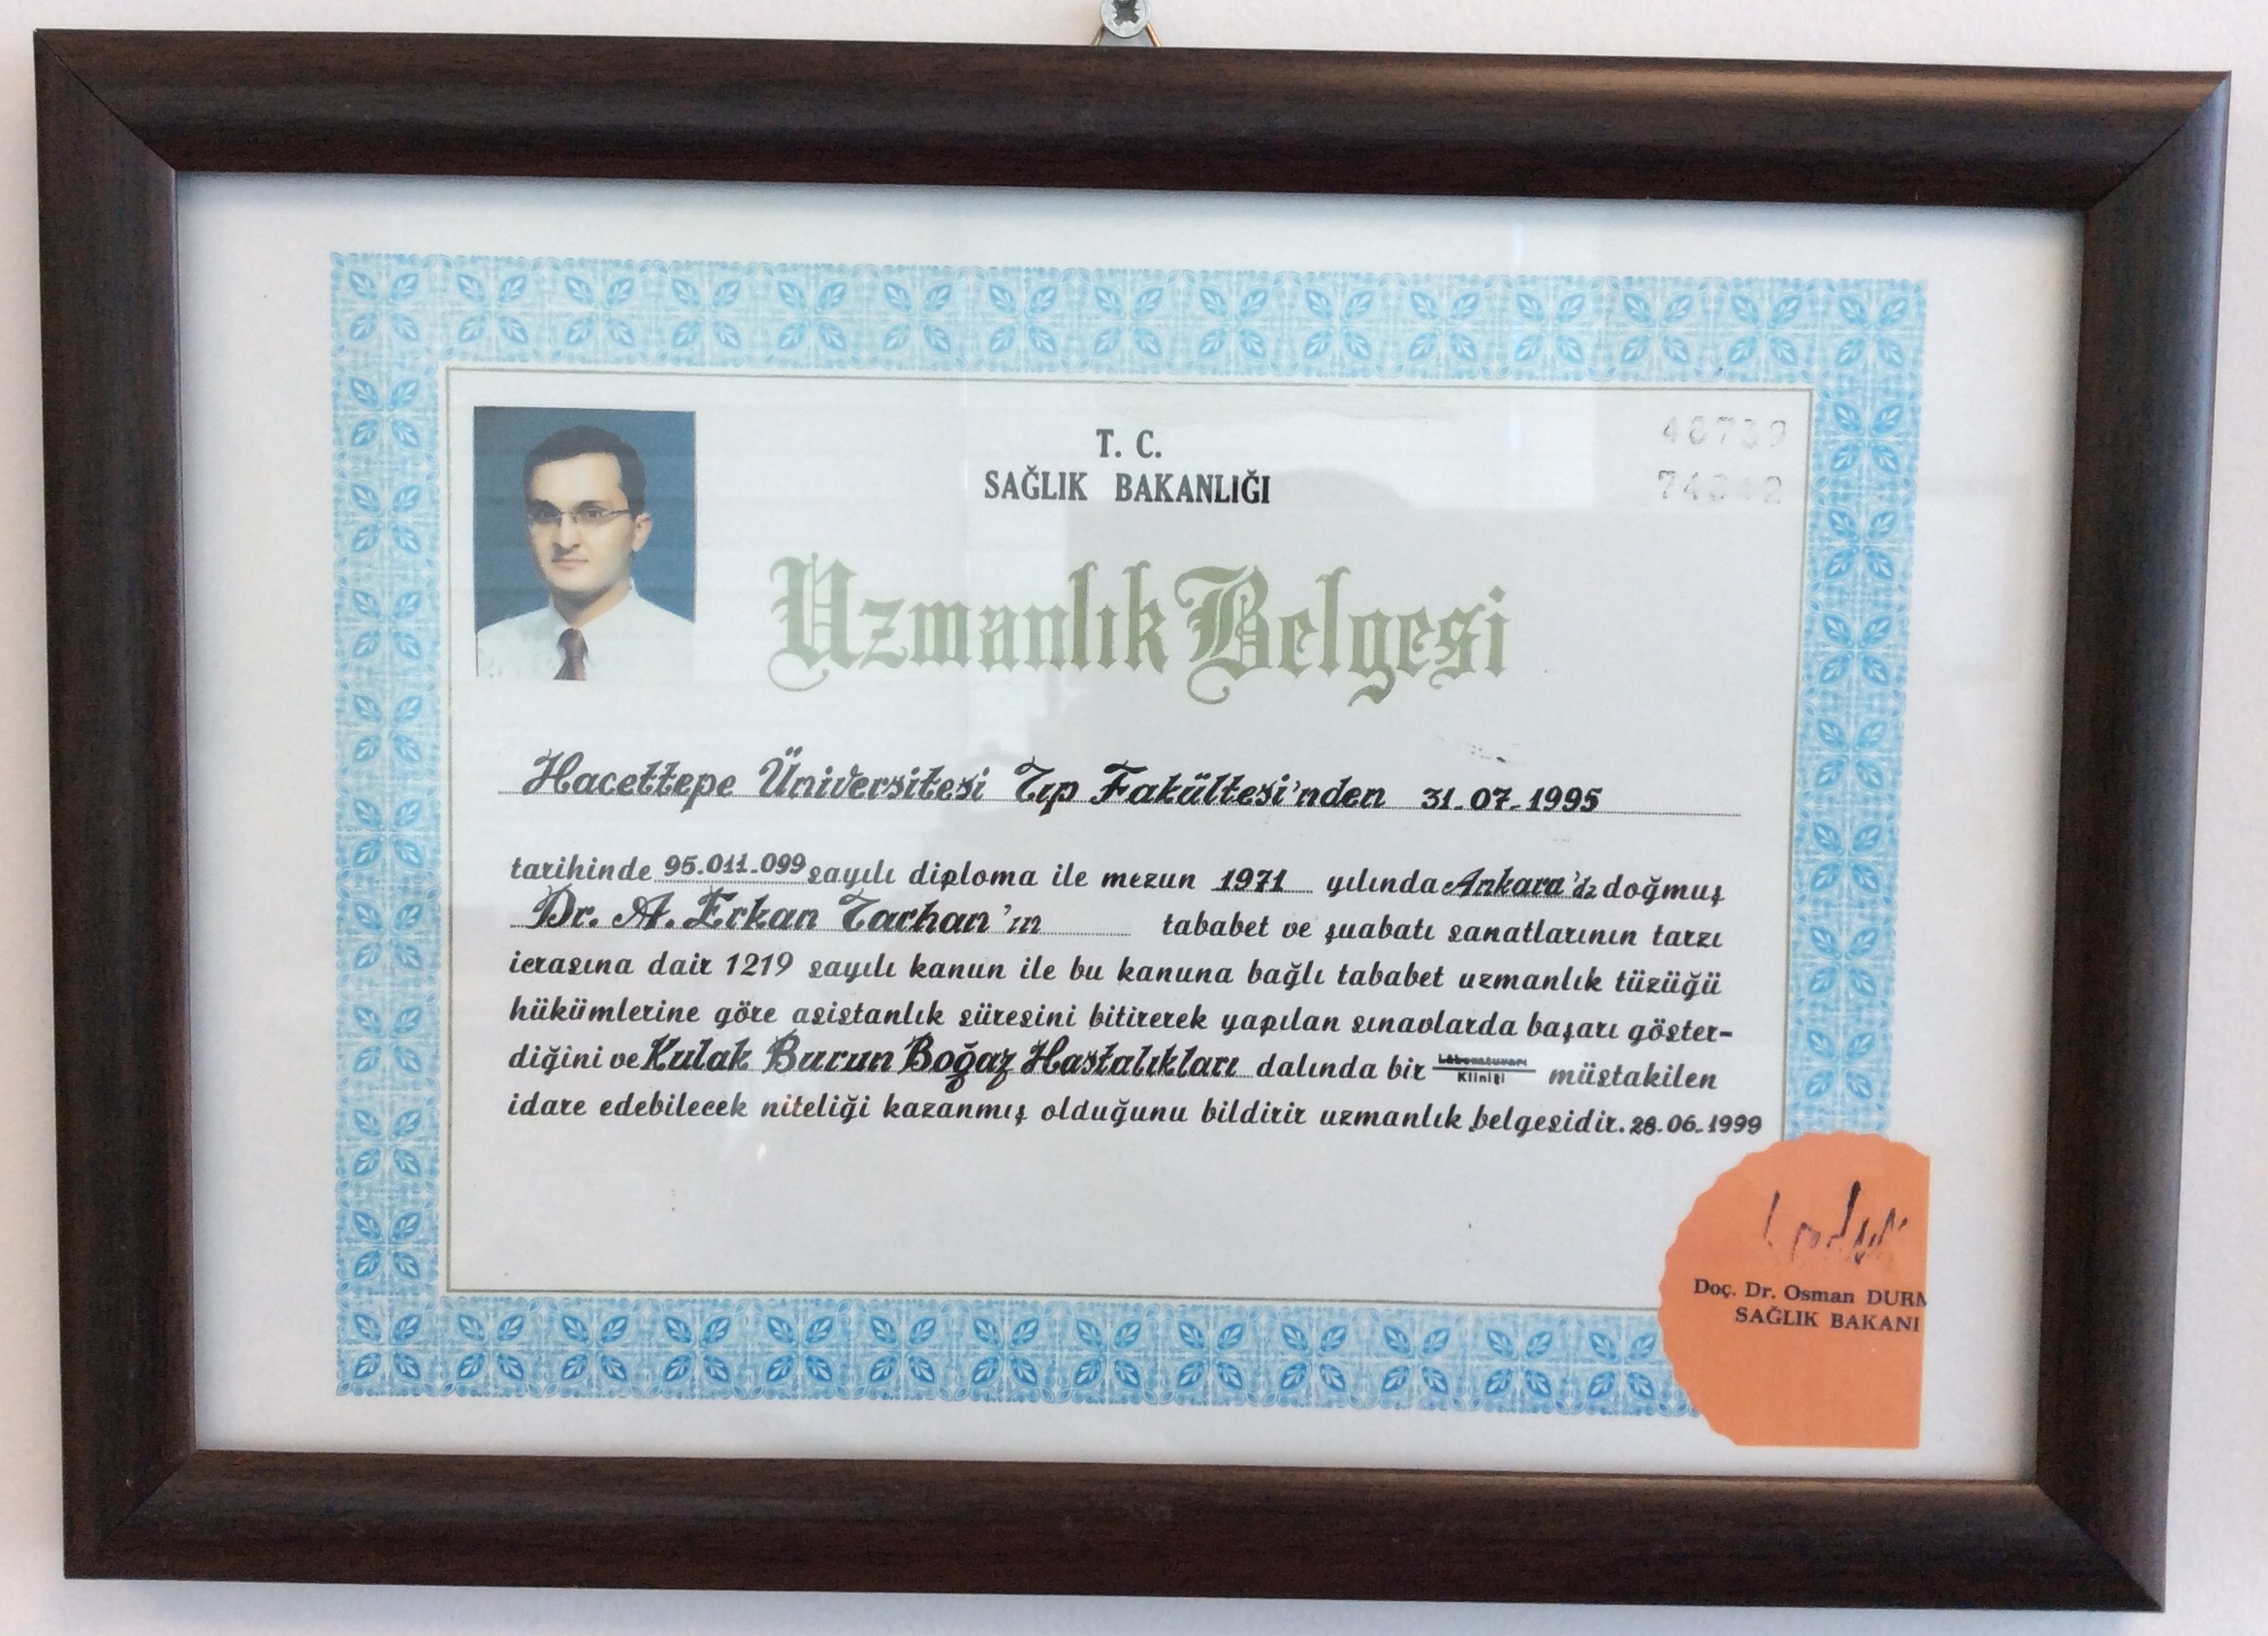 T. C.
SAĞLIK BAKANLIĞI
Uzmanlık Belgesi
Hacettepe Üniversitesi Tıp Fakültesi'nden 31.07.1995
tarihinde 95.011.099 sayılı diploma ile mezun 1971 yılında Ankara'da doğmuş
Dr. A. Erkan Tarhan'ın tababet ve şuabatı sanatlarının tarzı
icrasına dair 1219 sayılı kanun ile bu kanuna bağlı tababet uzmanlık tüzüğü
hükümlerine göre asistanlık süresini bitirerek yapılan sınavlarda başarı göster-
diğini ve Kulak Burun Boğaz Hastalıkları dalında bir Laboratuvarı Kliniği müstakilen
idare edebilecek niteliği kazanmış olduğunu bildirir uzmanlık belgesidir. 28.06.1999
Doç. Dr. Osman DURM
SAĞLIK BAKANI